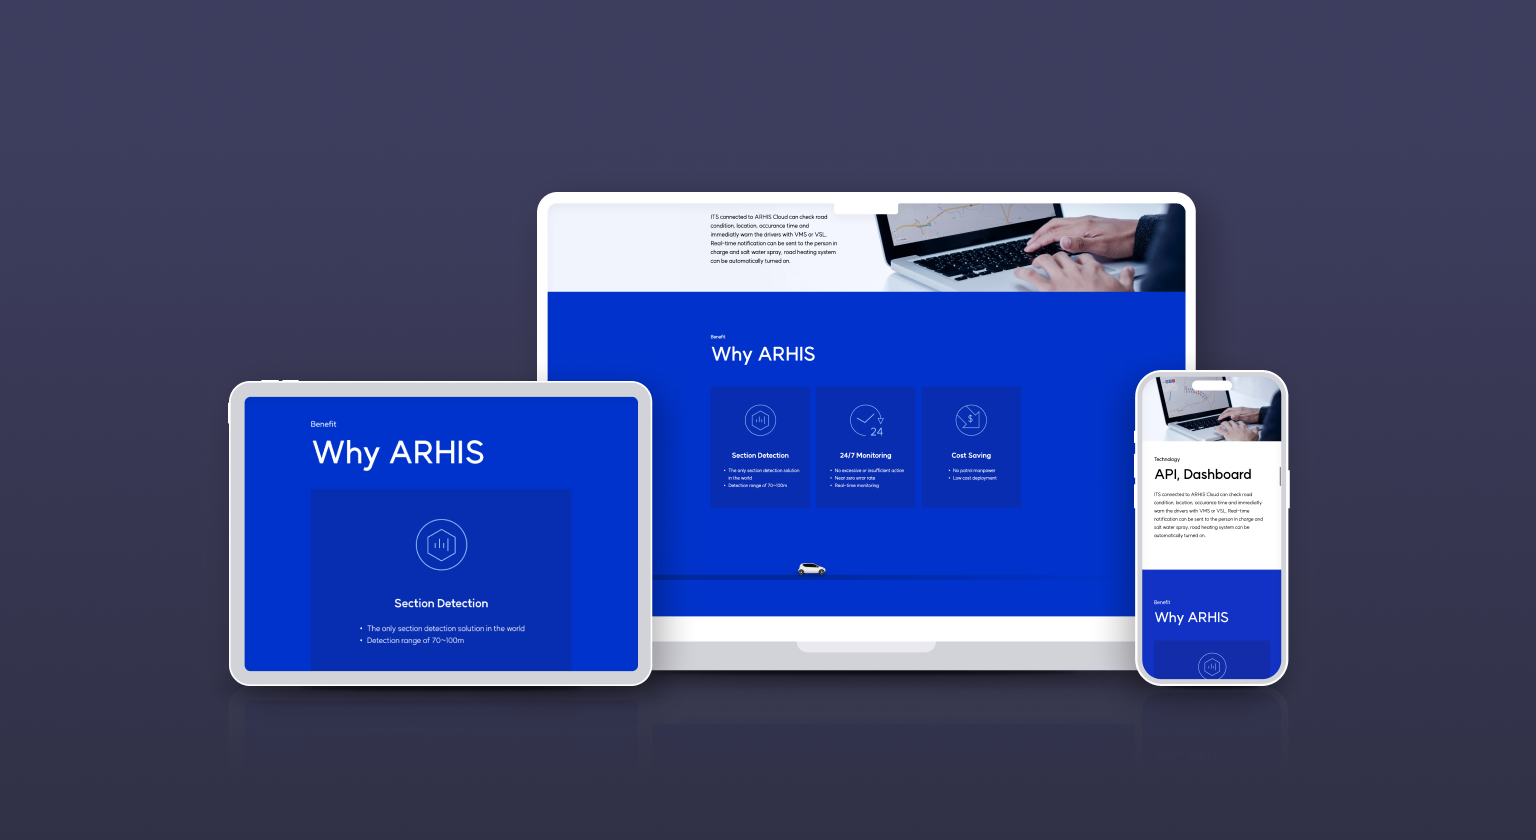 ITS connected to ARHIS Cloud can check road
condition, location, occurance time and
immediatly warn the drivers with VMS or VSL.
Real-time notification can be sent to the person in
charge and salt water spray, road heating system
can be automatically turned on.
Benefit
Why ARHIS
Section Detection
• The only section detection solution
in the world
• Detection range of 70~100m
24
24/7 Monitoring
• No excessive or insufficient action
• Near zero error rate
• Real-time monitoring
$
Cost Saving
• No patrol manpower
• Low cost deployment
Benefit
Why ARHIS
Section Detection
• The only section detection solution in the world
• Detection range of 70~100m
Technology
API, Dashboard
ITS connected to ARHIS Cloud can check road
condition, location, occurance time and immediatly
warn the drivers with VMS or VSL. Real-time
notification can be sent to the person in charge and
salt water spray, road heating system can be
automatically turned on.
Benefit
Why ARHIS